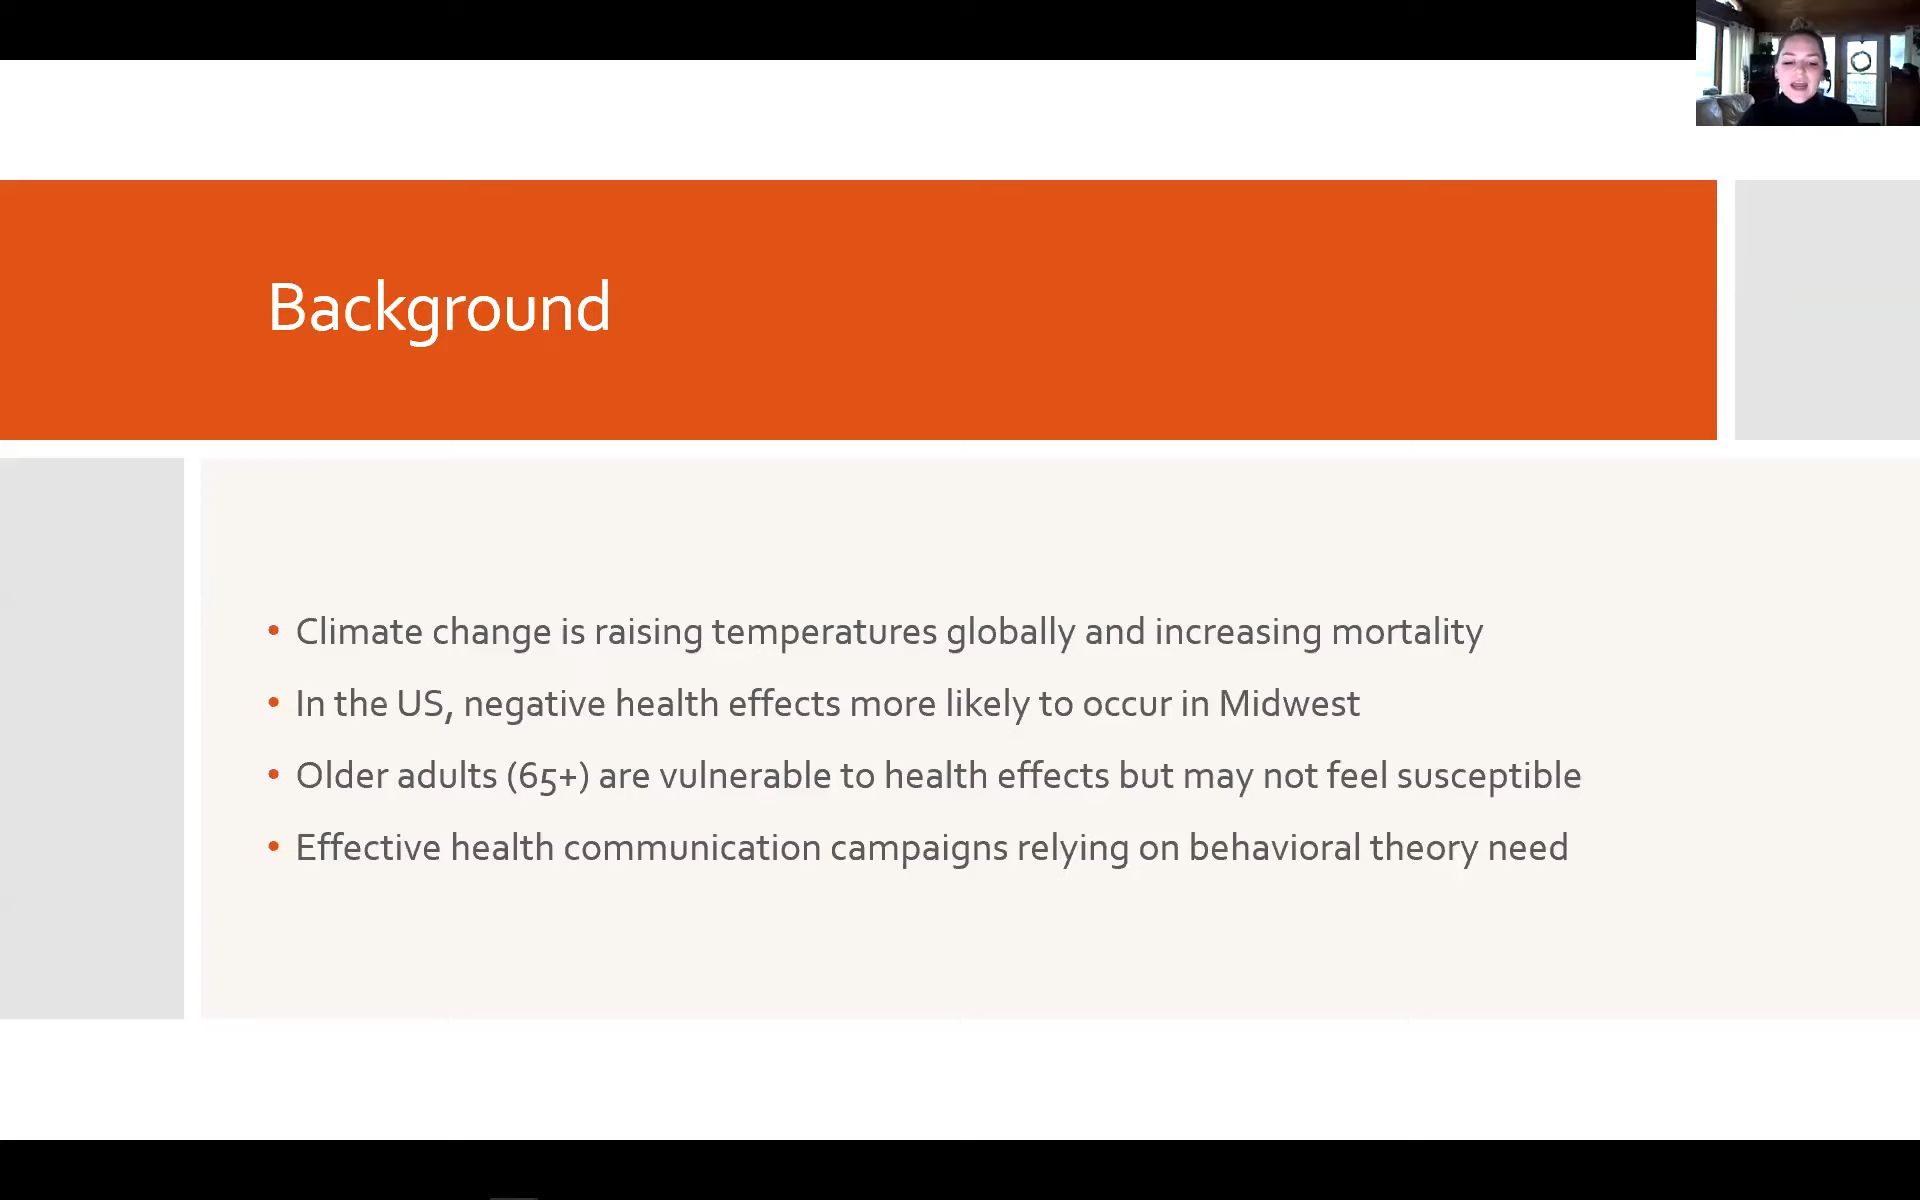 Background
• Climate change is raising temperatures globally and increasing mortality
• In the US, negative health effects more likely to occur in Midwest
• Older adults (65+) are vulnerable to health effects but may not feel susceptible
• Effective health communication campaigns relying on behavioral theory need